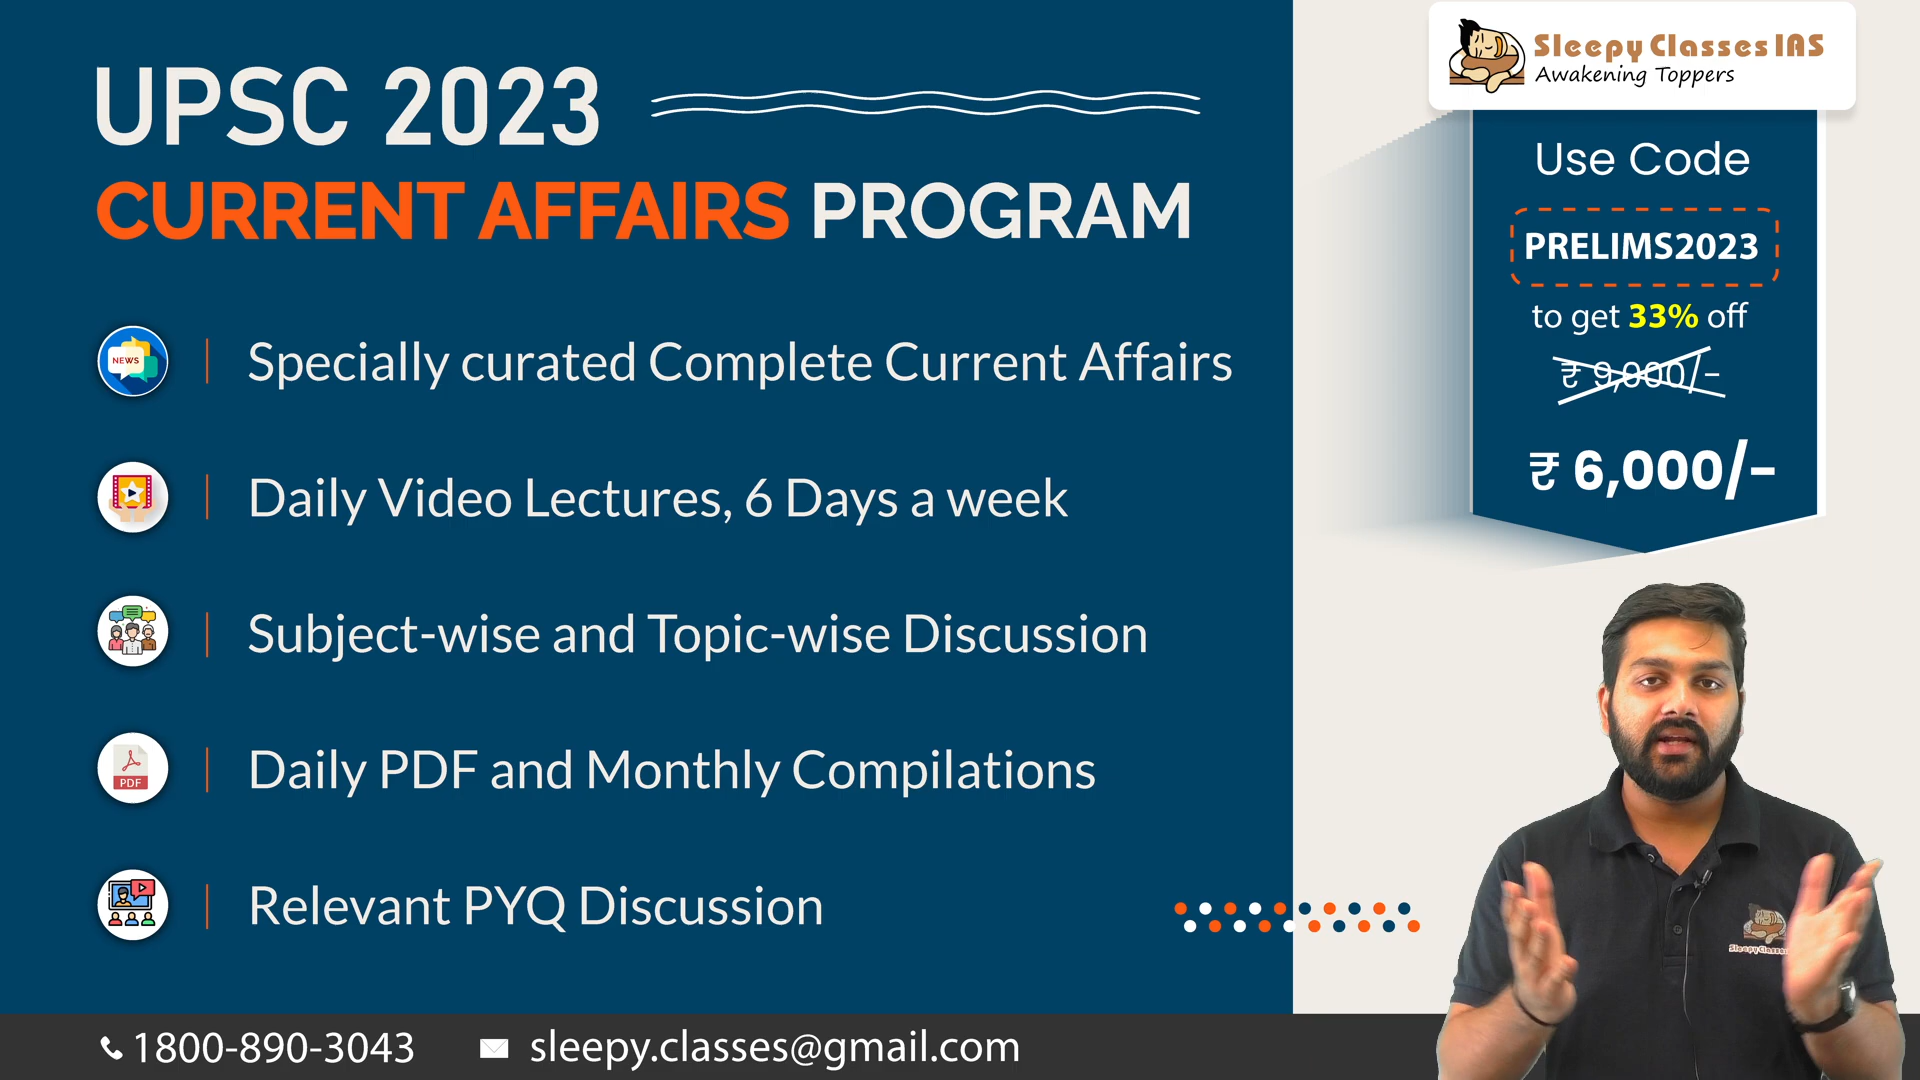 UPSC 2023
CURRENT AFFAIRS PROGRAM
NEWS
Specially curated Complete Current Affairs
Daily Video Lectures, 6 Days a week
Subject-wise and Topic-wise Discussion
PDF
Daily PDF and Monthly Compilations
Relevant PYQ Discussion
1800-890-3043
sleepy.classes@gmail.com
Sleepy Classes IAS
Awakening Toppers
Use Code
PRELIMS2023
to get 33% off
₹ 9,000/-
₹ 6,000/-
Sleepy Classes